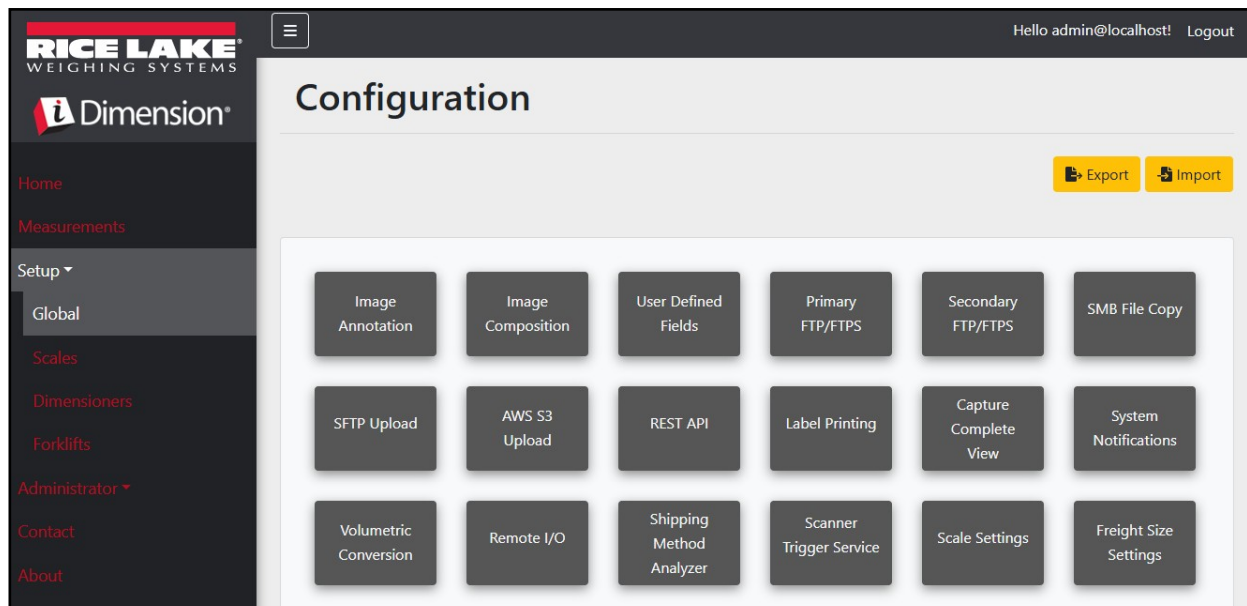 RICE LAKE®
WEIGHING SYSTEMS
i Dimension®
Home
Measurements
Setup
Global
Scales
Dimensioners
Forklifts
Administrator
Contact
About
Hello admin@localhost! Logout
Configuration
Export Import
Image
Annotation
Image
Composition
User Defined
Fields
Primary
FTP/FTPS
Secondary
FTP/FTPS
SMB File Copy
SFTP Upload
AWS S3
Upload
REST API
Label Printing
Capture
Complete
View
System
Notifications
Volumetric
Conversion
Remote I/O
Shipping
Method
Analyzer
Scanner
Trigger Service
Scale Settings
Freight Size
Settings